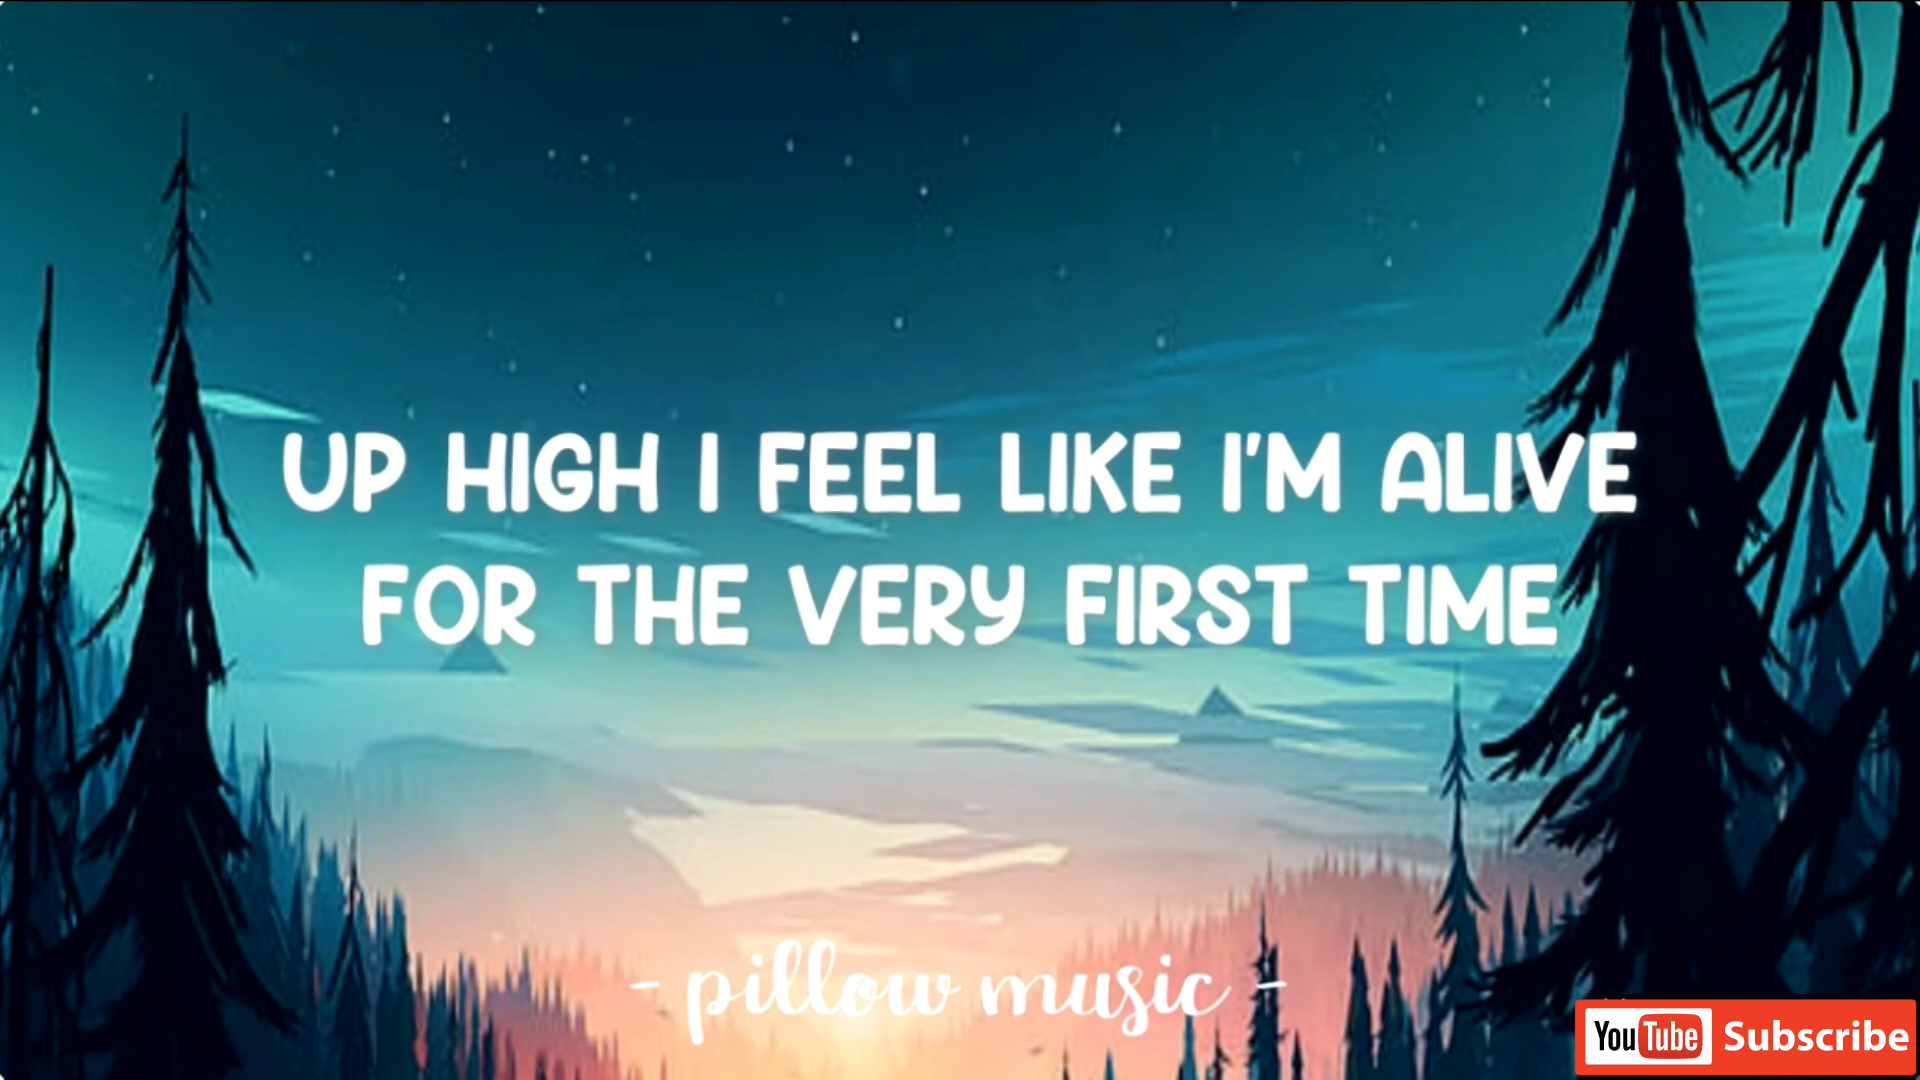 UP HIGH I FEEL LIKE I'M ALIVE
FOR THE VERY FIRST TIME
- pillow music -
YouTube Subscribe